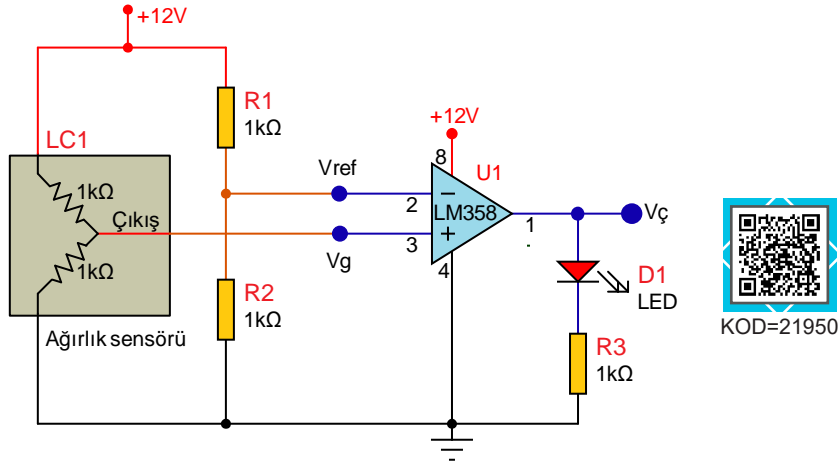 +12V
R1
1kΩ
+12V
LC1
Vref
8
U1
1kΩ
2
−
Çıkış
LM358
1
Vç
3
+
1kΩ
Vg
4
D1
LED
R2
1kΩ
Ağırlık sensörü
R3
1kΩ
KOD=21950